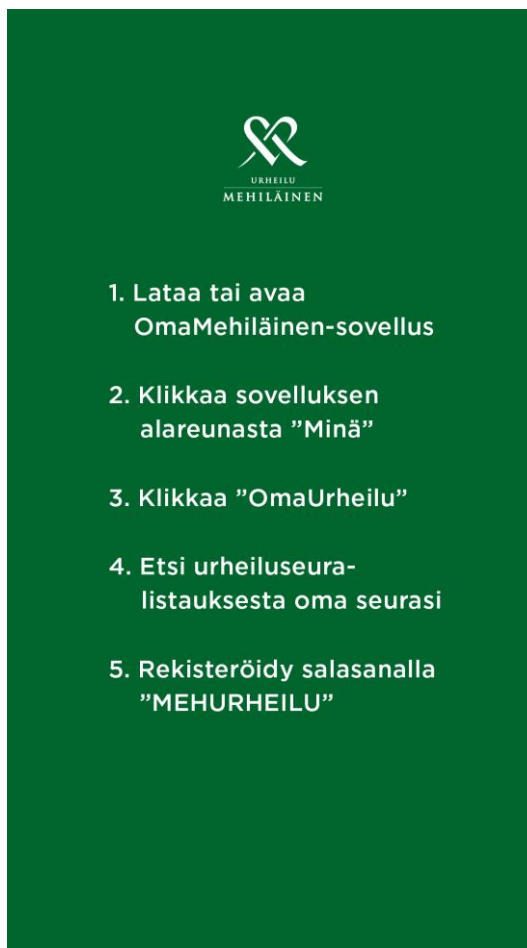 URHEILU
MEHILÄINEN
1. Lataa tai avaa
OmaMehiläinen-sovellus
2. Klikkaa sovelluksen
alareunasta ”Minä”
3. Klikkaa ”OmaUrheilu”
4. Etsi urheiluseura-
listauksesta oma seurasi
5. Rekisteröidy salasanalla
”MEHURHEILU”